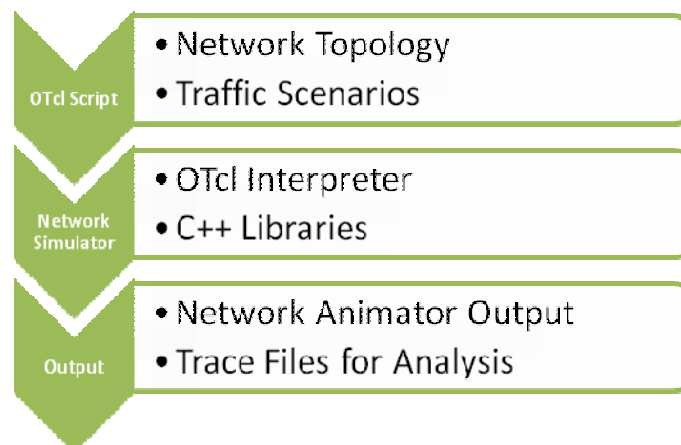 OTcl Script
• Network Topology
• Traffic Scenarios
Network
Simulator
• OTcl Interpreter
• C++ Libraries
Output
• Network Animator Output
• Trace Files for Analysis